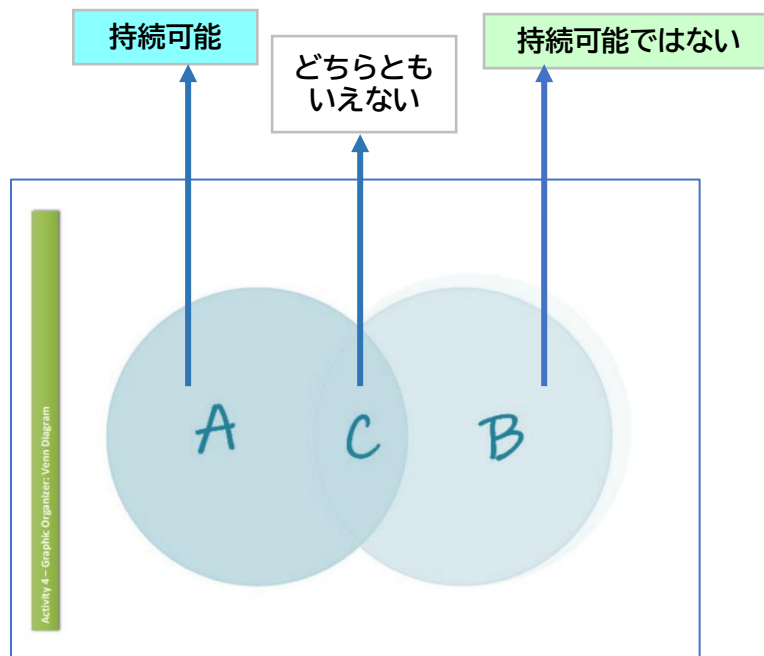 持続可能
どちらとも
いえない
持続可能ではない
Activity 4 – Graphic Organizer: Venn Diagram
A
C
B